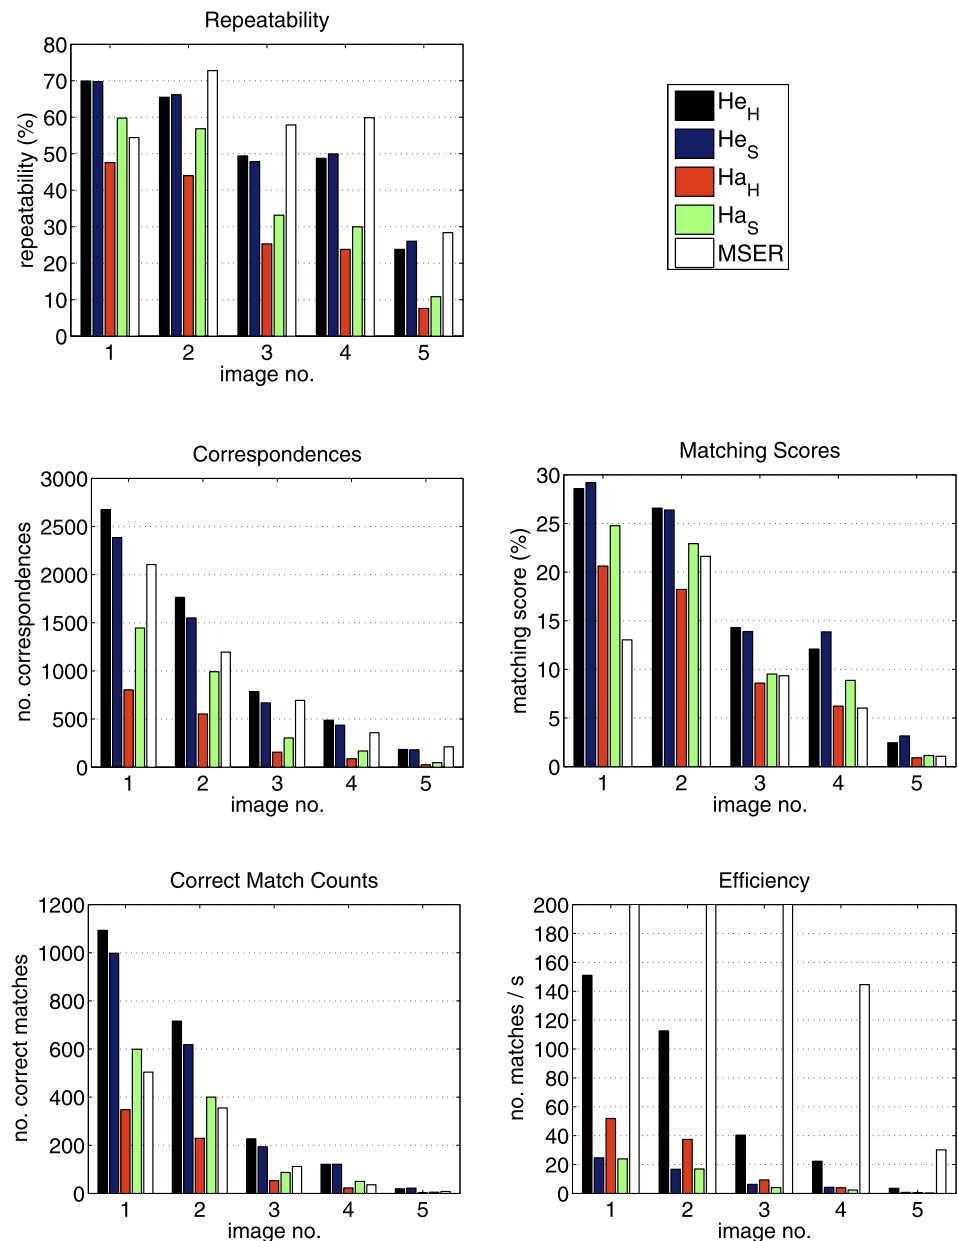 Repeatability
80
70
60
50
40
30
20
10
0
repeatability (%)
1 2 3 4 5
image no.
He_H
He_S
Ha_H
Ha_S
MSER
Correspondences
3000
2500
2000
1500
1000
500
0
no. correspondences
1 2 3 4 5
image no.
Matching Scores
30
25
20
15
10
5
0
matching score (%)
1 2 3 4 5
image no.
Correct Match Counts
1200
1000
800
600
400
200
0
no. correct matches
1 2 3 4 5
image no.
Efficiency
200
180
160
140
120
100
80
60
40
20
0
no. matches / s
1 2 3 4 5
image no.